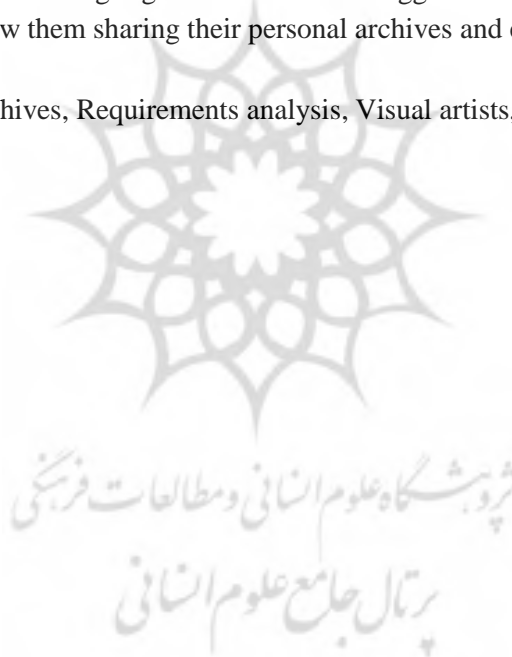 w them sharing their personal archives and
hives, Requirements analysis, Visual artists,
پژوهشگاه علوم انسانی و مطالعات فرهنگی
پرتال جامع علوم انسانی